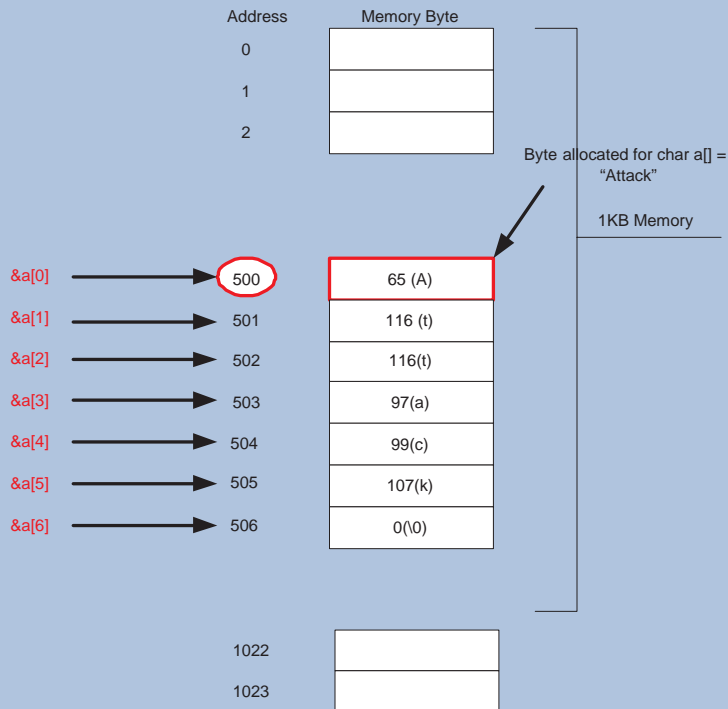 Address Memory Byte
0
1
2
Byte allocated for char a[] =
“Attack”
1KB Memory
&a[0] 500 65 (A)
&a[1] 501 116 (t)
&a[2] 502 116(t)
&a[3] 503 97(a)
&a[4] 504 99(c)
&a[5] 505 107(k)
&a[6] 506 0(\0)
1022
1023